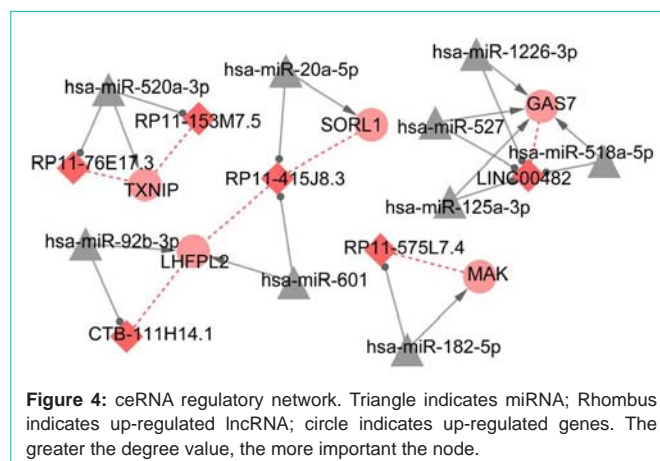 hsa-miR-1226-3p
hsa-miR-20a-5p
hsa-miR-520a-3p
GAS7
RP11-153M7.5
SORL1
hsa-miR-527
hsa-miR-518a-5p
RP11-76E17.3
TXNIP
RP11-415J8.3
LINC00482
hsa-miR-125a-3p
hsa-miR-92b-3p
LHFPL2
RP11-575L7.4
MAK
hsa-miR-601
CTB-111H14.1
hsa-miR-182-5p
Figure 4: ceRNA regulatory network. Triangle indicates miRNA; Rhombus
indicates up-regulated lncRNA; circle indicates up-regulated genes. The
greater the degree value, the more important the node.